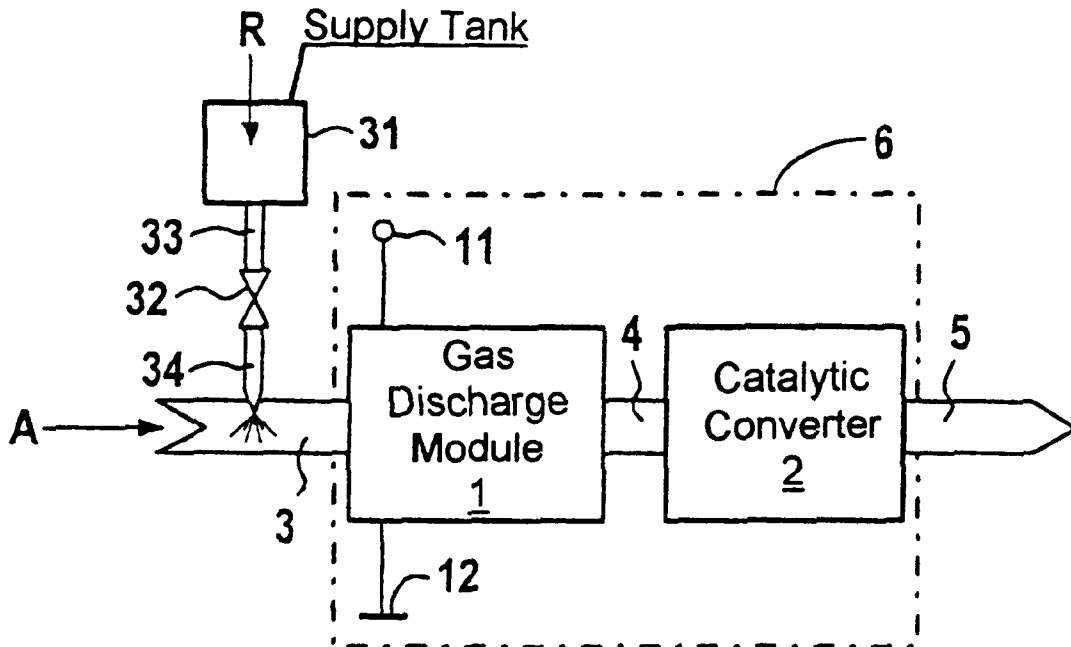 R
Supply Tank
31
6
33
11
32
34
Gas
Discharge
Module
1
4
Catalytic
Converter
2
5
A
3
12